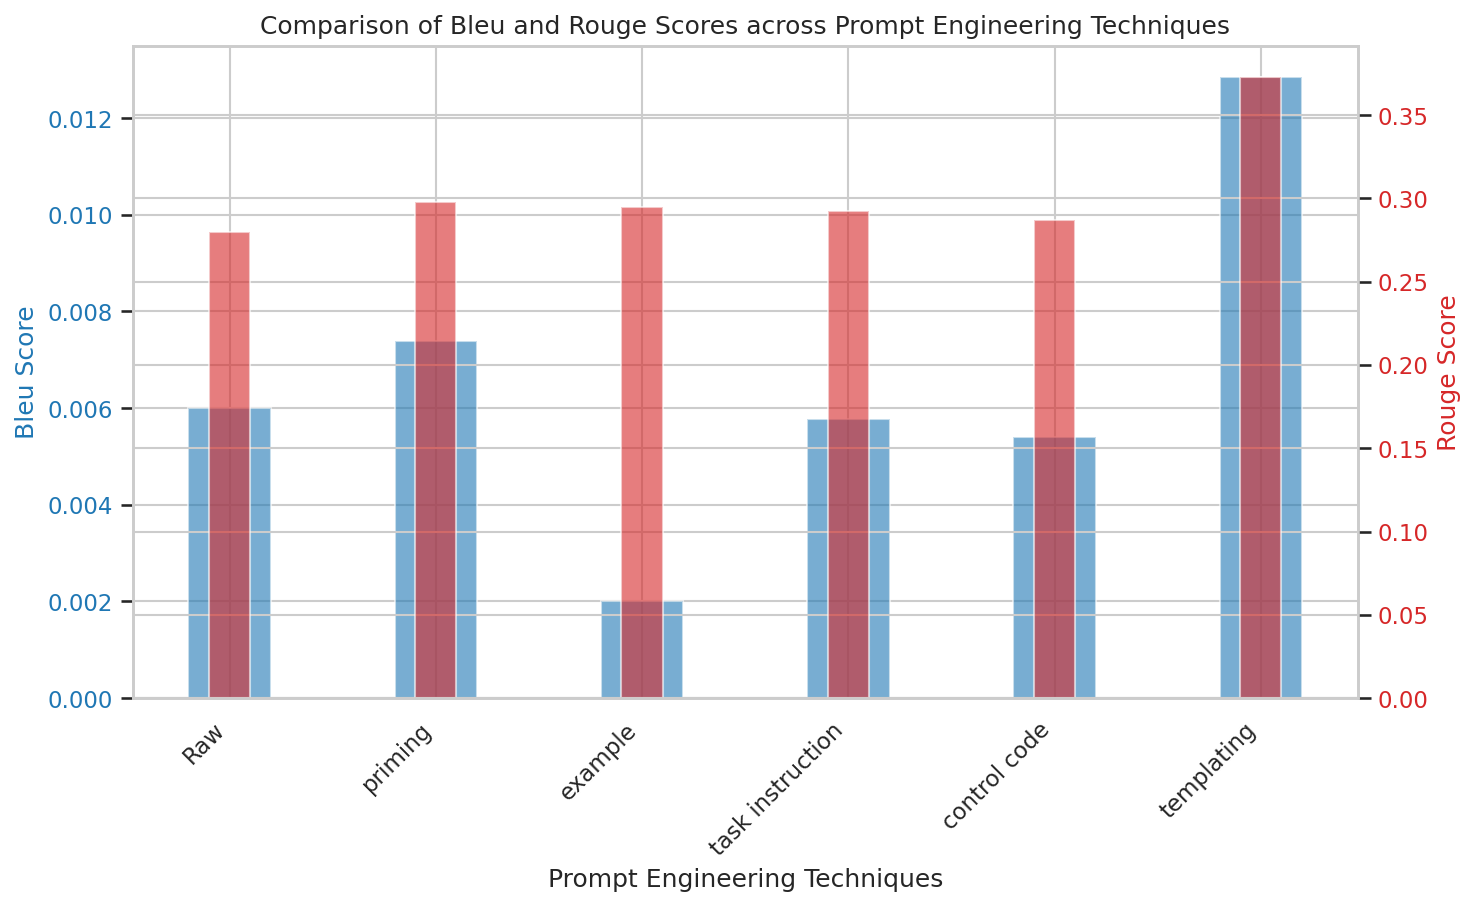 Comparison of Bleu and Rouge Scores across Prompt Engineering Techniques
Bleu Score
0.012
0.010
0.008
0.006
0.004
0.002
0.000
Rouge Score
0.35
0.30
0.25
0.20
0.15
0.10
0.05
0.00
Raw
priming
example
task instruction
control code
templating
Prompt Engineering Techniques